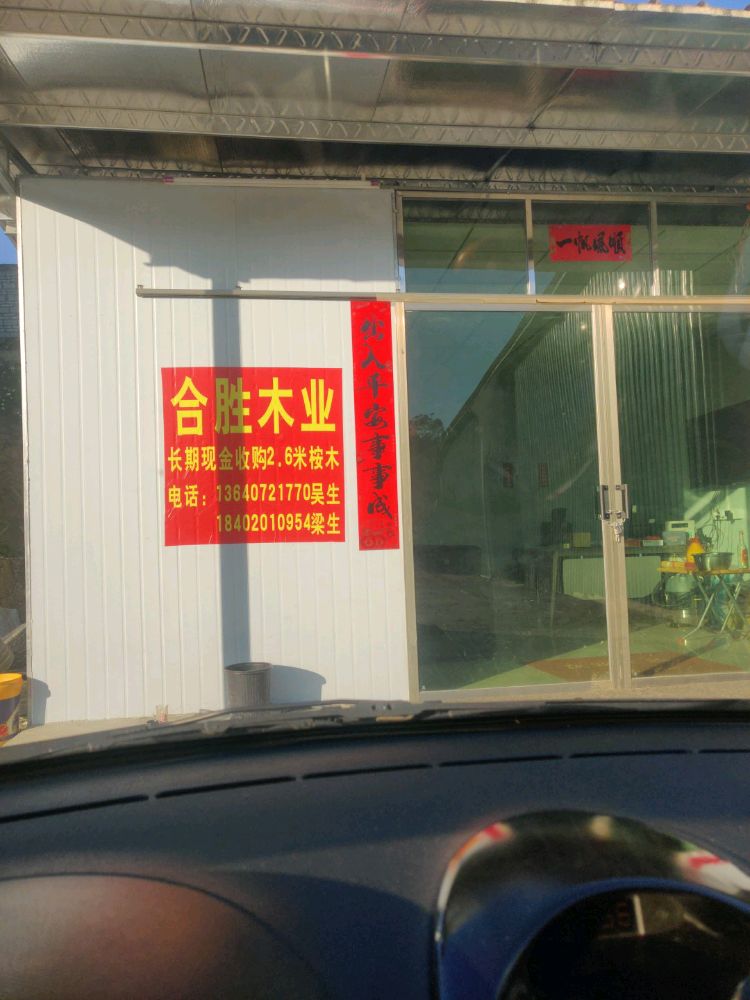 一帆風順
出入平安事事成
合胜木业
长期现金收购2.6米桉木
电话：13640721770吴生
18402010954梁生